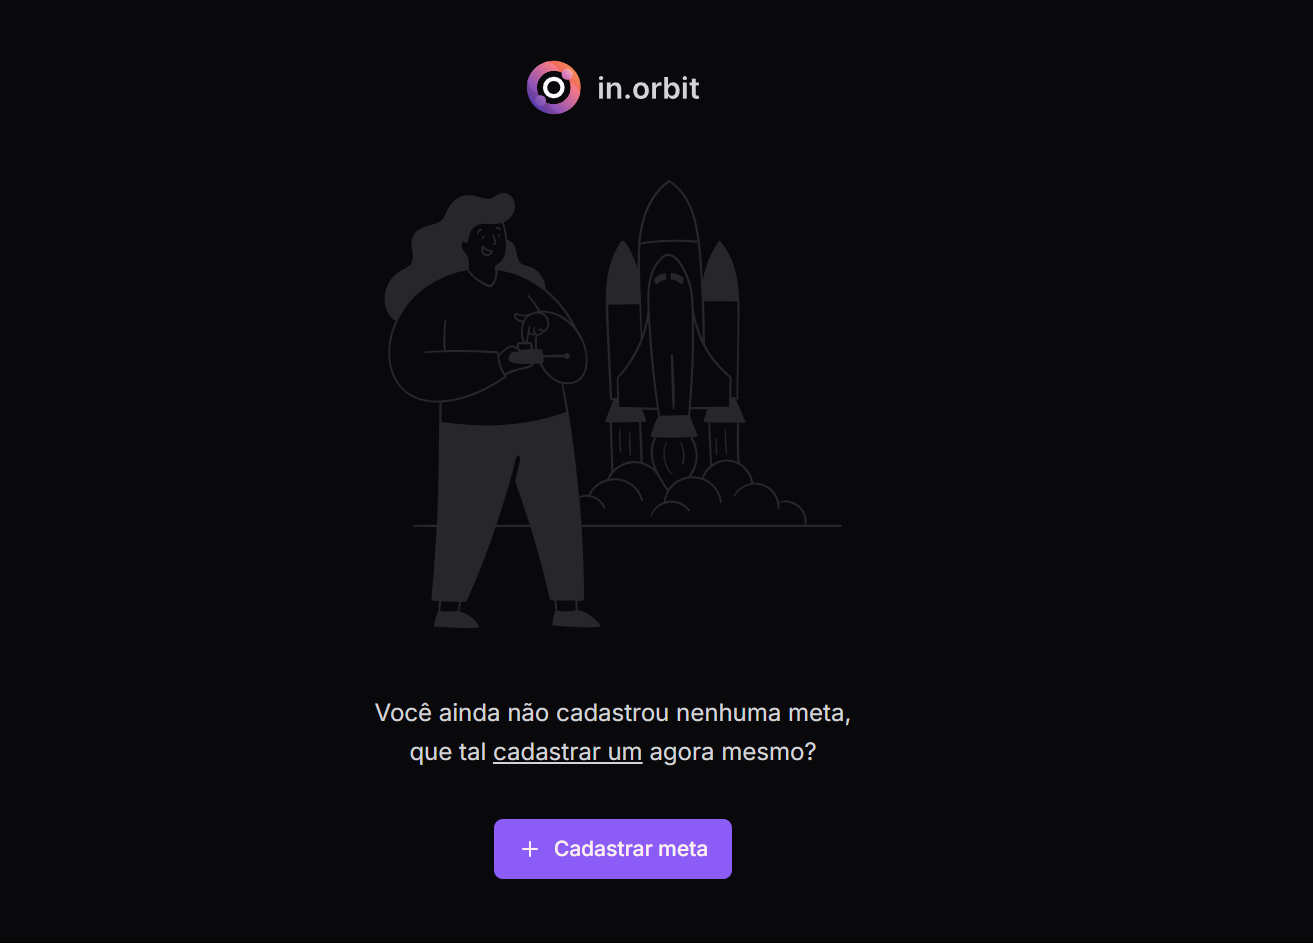 in.orbit
Você ainda não cadastrou nenhuma meta,
que tal cadastrar um agora mesmo?
Cadastrar meta